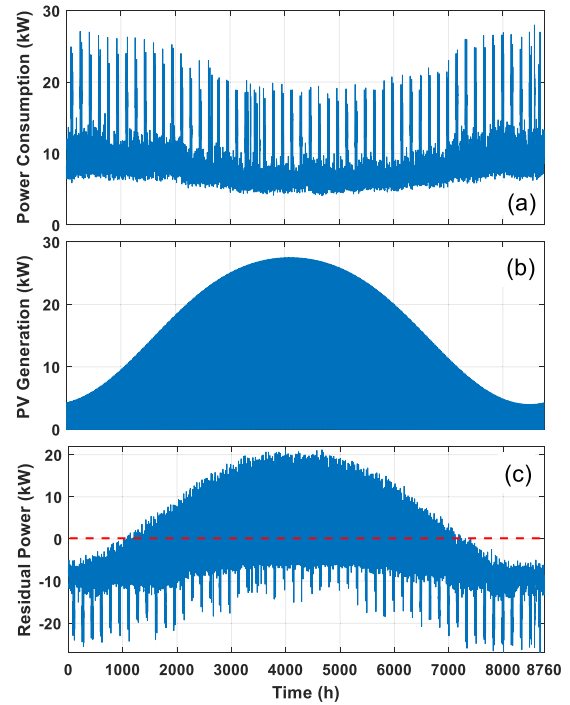 30
20
10
0
Power Consumption (kW)
(a)
30
20
10
0
PV Generation (kW)
(b)
20
10
0
-10
-20
Residual Power (kW)
(c)
0 1000 2000 3000 4000 5000 6000 7000 8000 8760
Time (h)